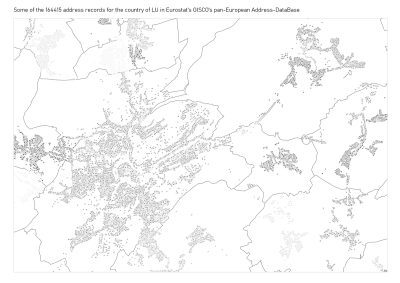 Some of the 164415 address records for the country of LU in Eurostat's GISCO's pan-European Address-DataBase